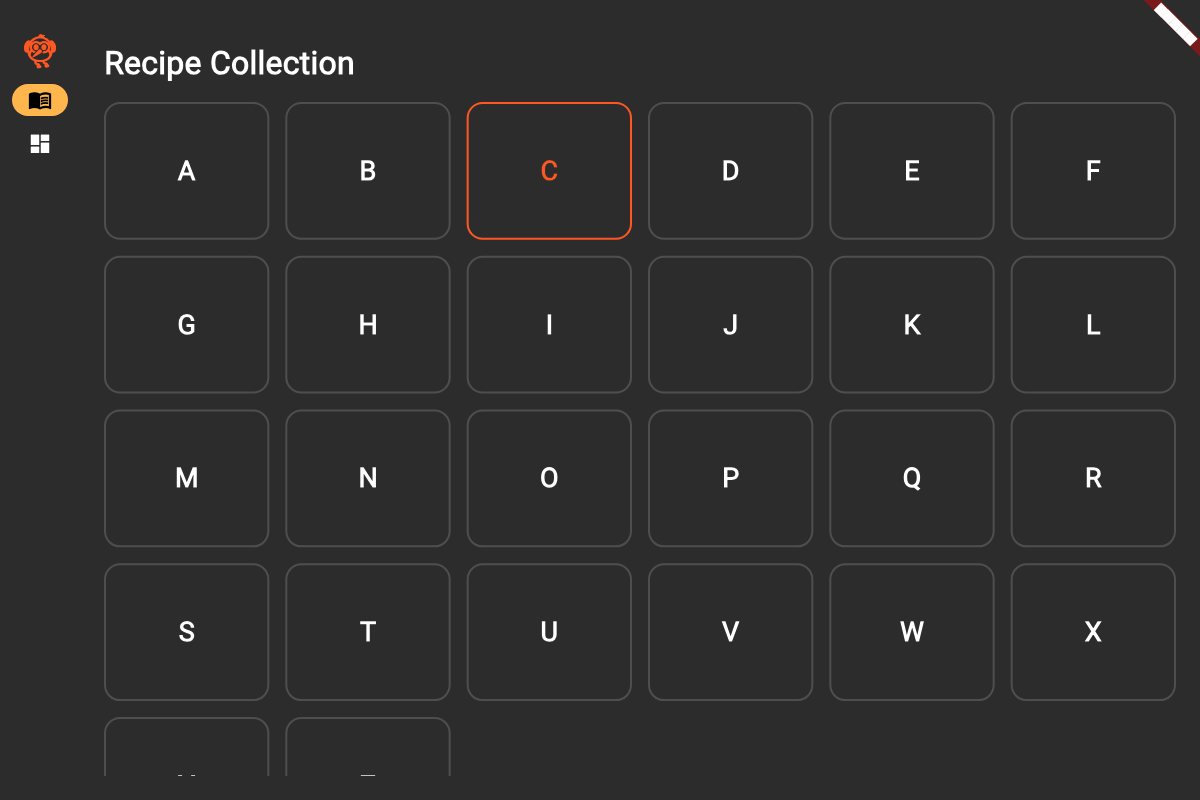 Recipe Collection
A B C D E F
G H I J K L
M N O P Q R
S T U V W X